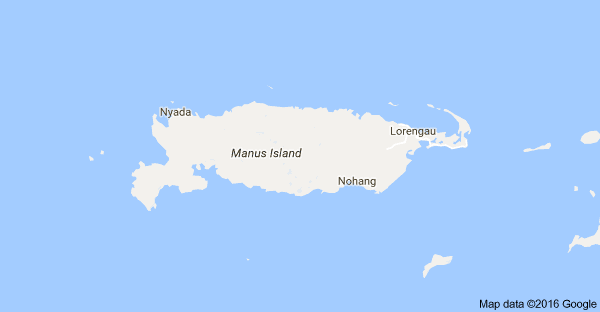 Nyada
Lorengau
Manus Island
Nohang
Map data ©2016 Google